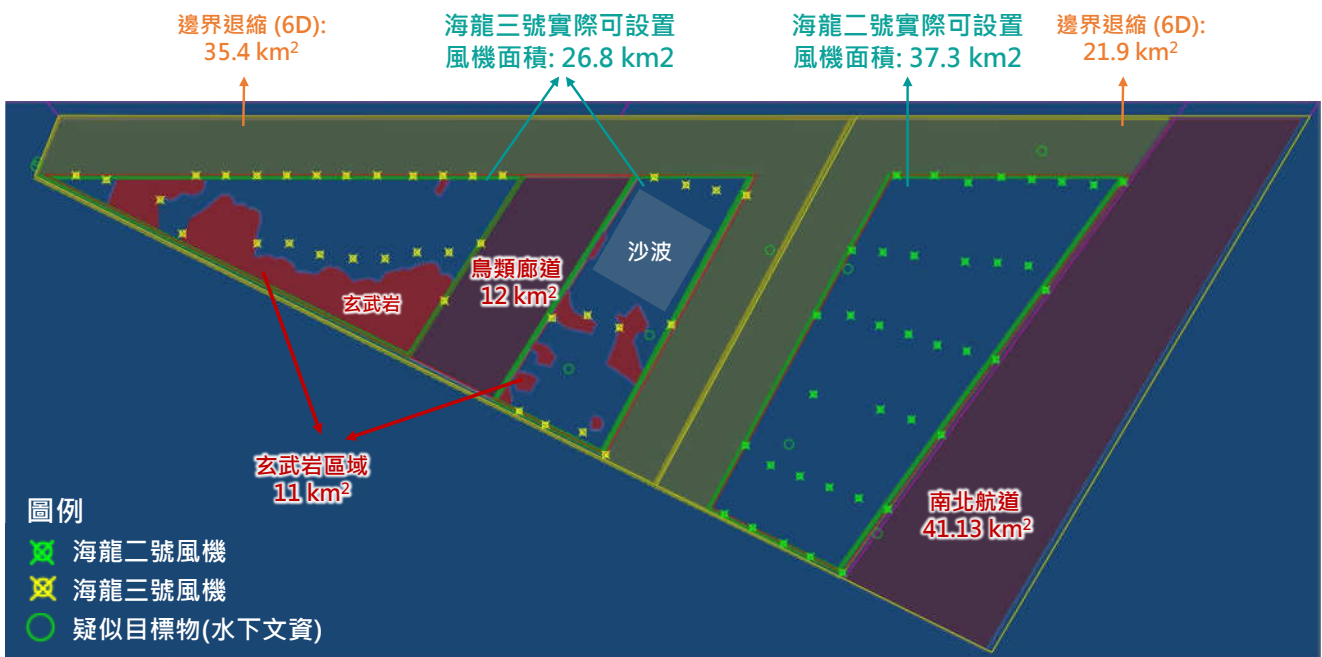 邊界退縮 (6D):
35.4 km²
海龍三號實際可設置
風機面積: 26.8 km2
海龍二號實際可設置
風機面積: 37.3 km2
邊界退縮 (6D):
21.9 km²
沙波
鳥類廊道
12 km²
玄武岩
玄武岩區域
11 km²
南北航道
41.13 km²
圖例
海龍二號風機
海龍三號風機
疑似目標物(水下文資)